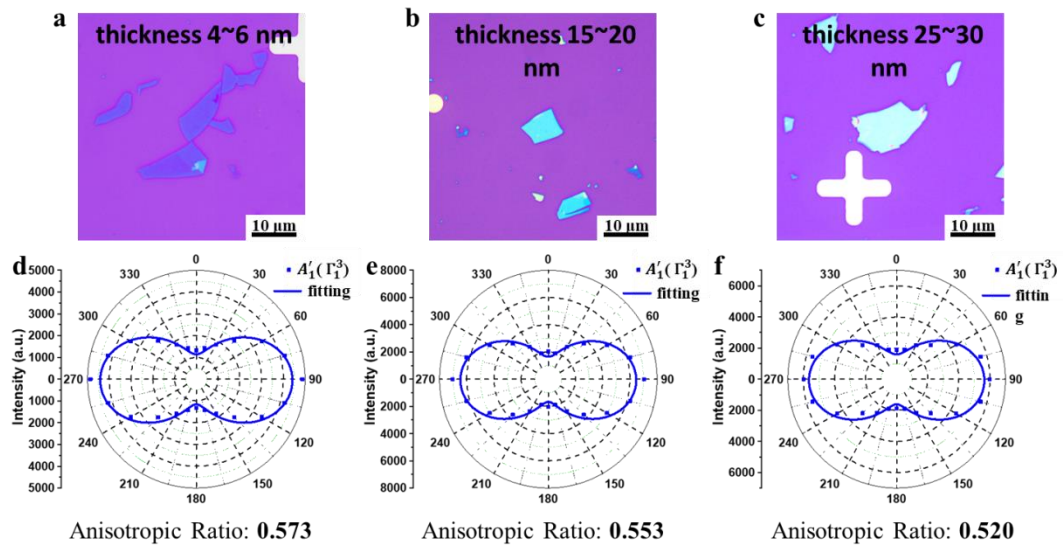 a
thickness 4~6 nm
10 μm
b
thickness 15~20
nm
10 μm
c
thickness 25~30
nm
10 μm
d
5000
4000
3000
2000
1000
0
1000
2000
3000
4000
5000
Intensity (a.u.)
0
30
60
90
120
150
180
210
240
270
300
330
A′₁(Γ₁³)
fitting
Anisotropic Ratio: 0.573
e
8000
6000
4000
2000
0
2000
4000
6000
8000
Intensity (a.u.)
0
30
60
90
120
150
180
210
240
270
300
330
A′₁(Γ₁³)
fitting
Anisotropic Ratio: 0.553
f
6000
4000
2000
0
2000
4000
6000
Intensity (a.u.)
0
30
60
90
120
150
180
210
240
270
300
330
A′₁(Γ₁³)
fittin
g
Anisotropic Ratio: 0.520